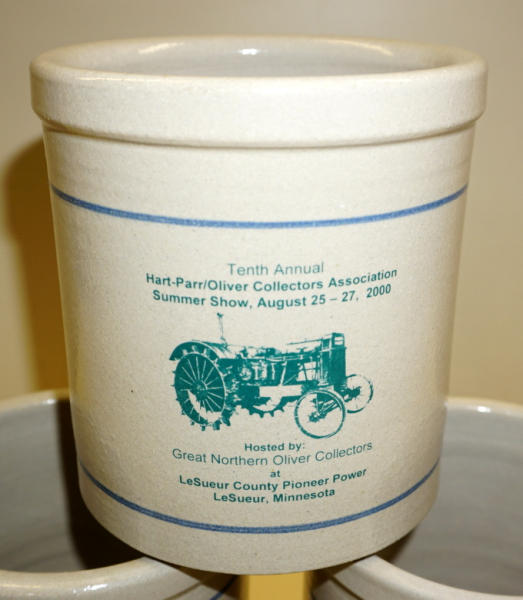 Tenth Annual
Hart-Parr/Oliver Collectors Association
Summer Show, August 25 – 27, 2000
Hosted by:
Great Northern Oliver Collectors
at
LeSueur County Pioneer Power
LeSueur, Minnesota